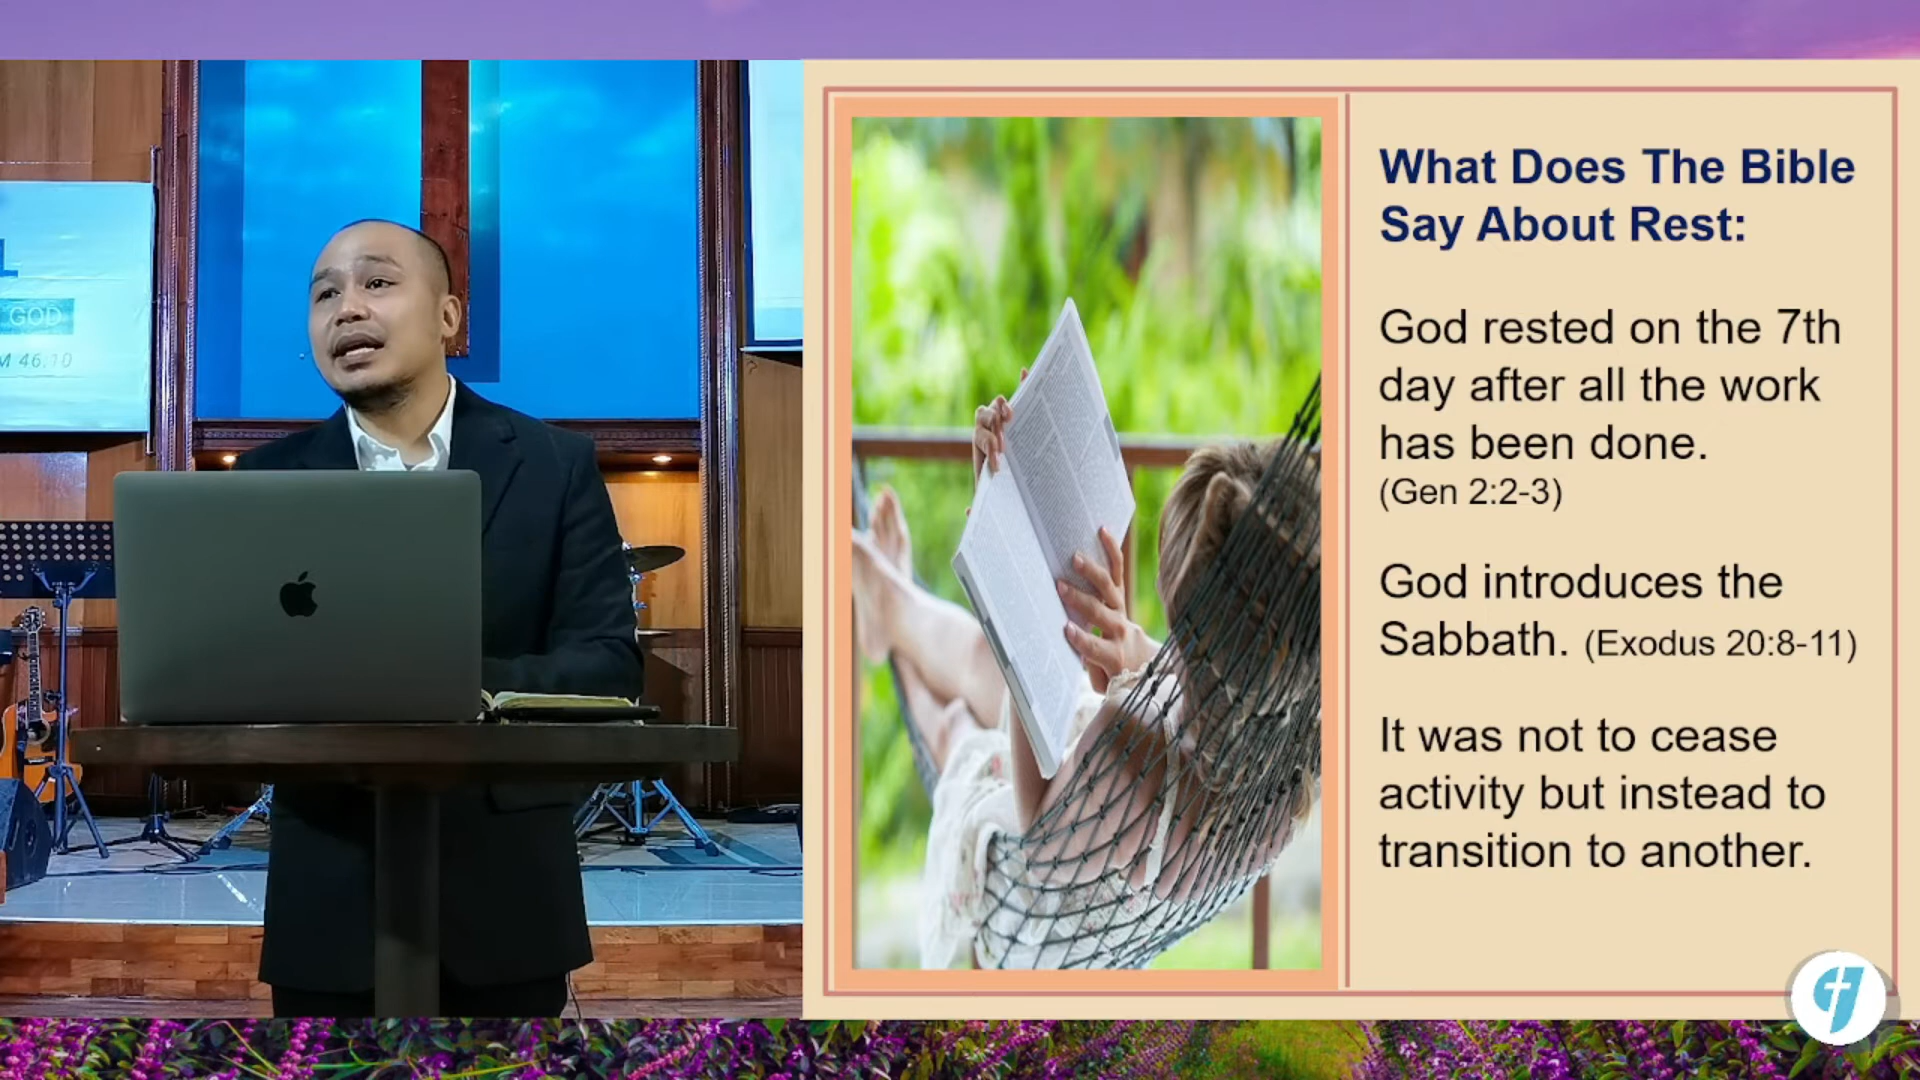 L
GOD
M 46:10
What Does The Bible
Say About Rest:
God rested on the 7th
day after all the work
has been done.
(Gen 2:2-3)
God introduces the
Sabbath. (Exodus 20:8-11)
It was not to cease
activity but instead to
transition to another.